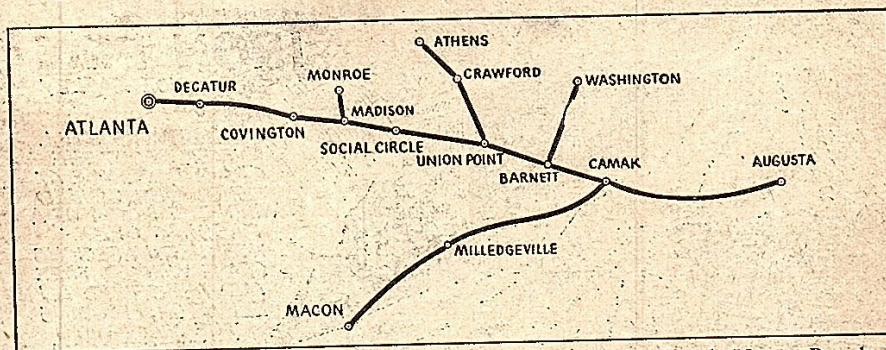 ATHENS
CRAWFORD
MONROE
WASHINGTON
DECATUR
ATLANTA
MADISON
COVINGTON
SOCIAL CIRCLE
UNION POINT
BARNETT
CAMAK
AUGUSTA
MILLEDGEVILLE
MACON